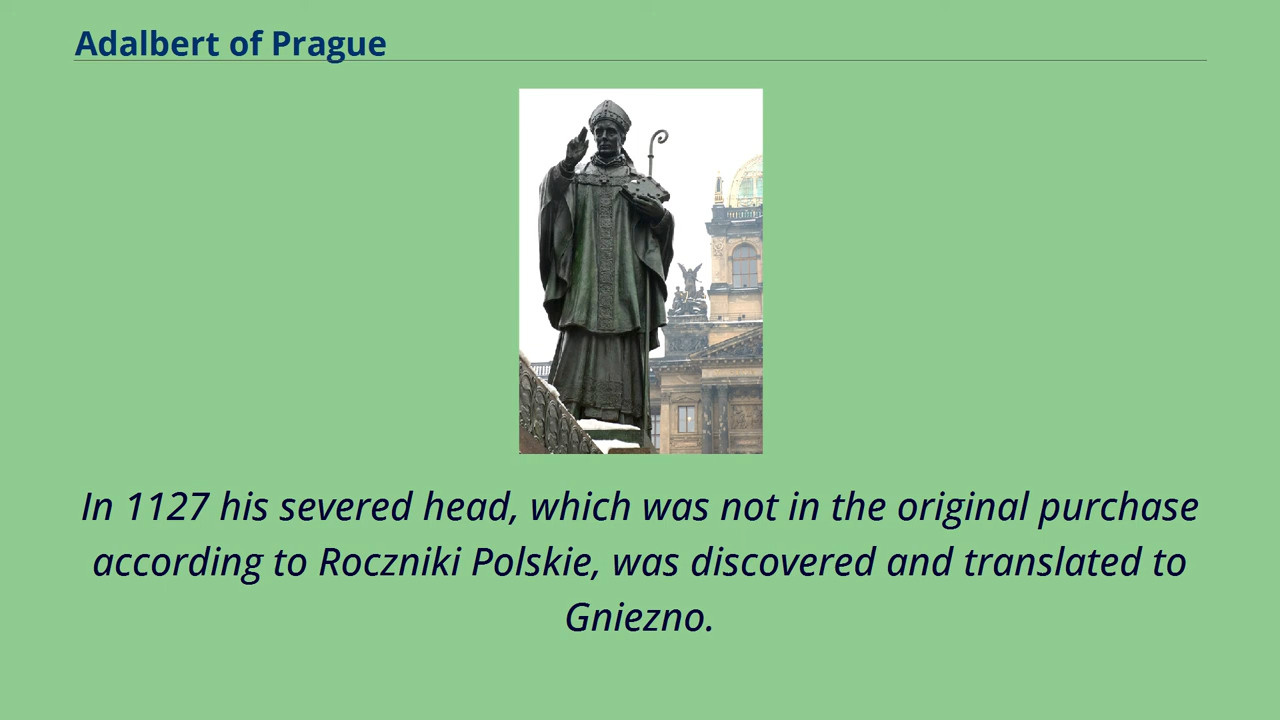 Adalbert of Prague
In 1127 his severed head, which was not in the original purchase
according to Roczniki Polskie, was discovered and translated to
Gniezno.